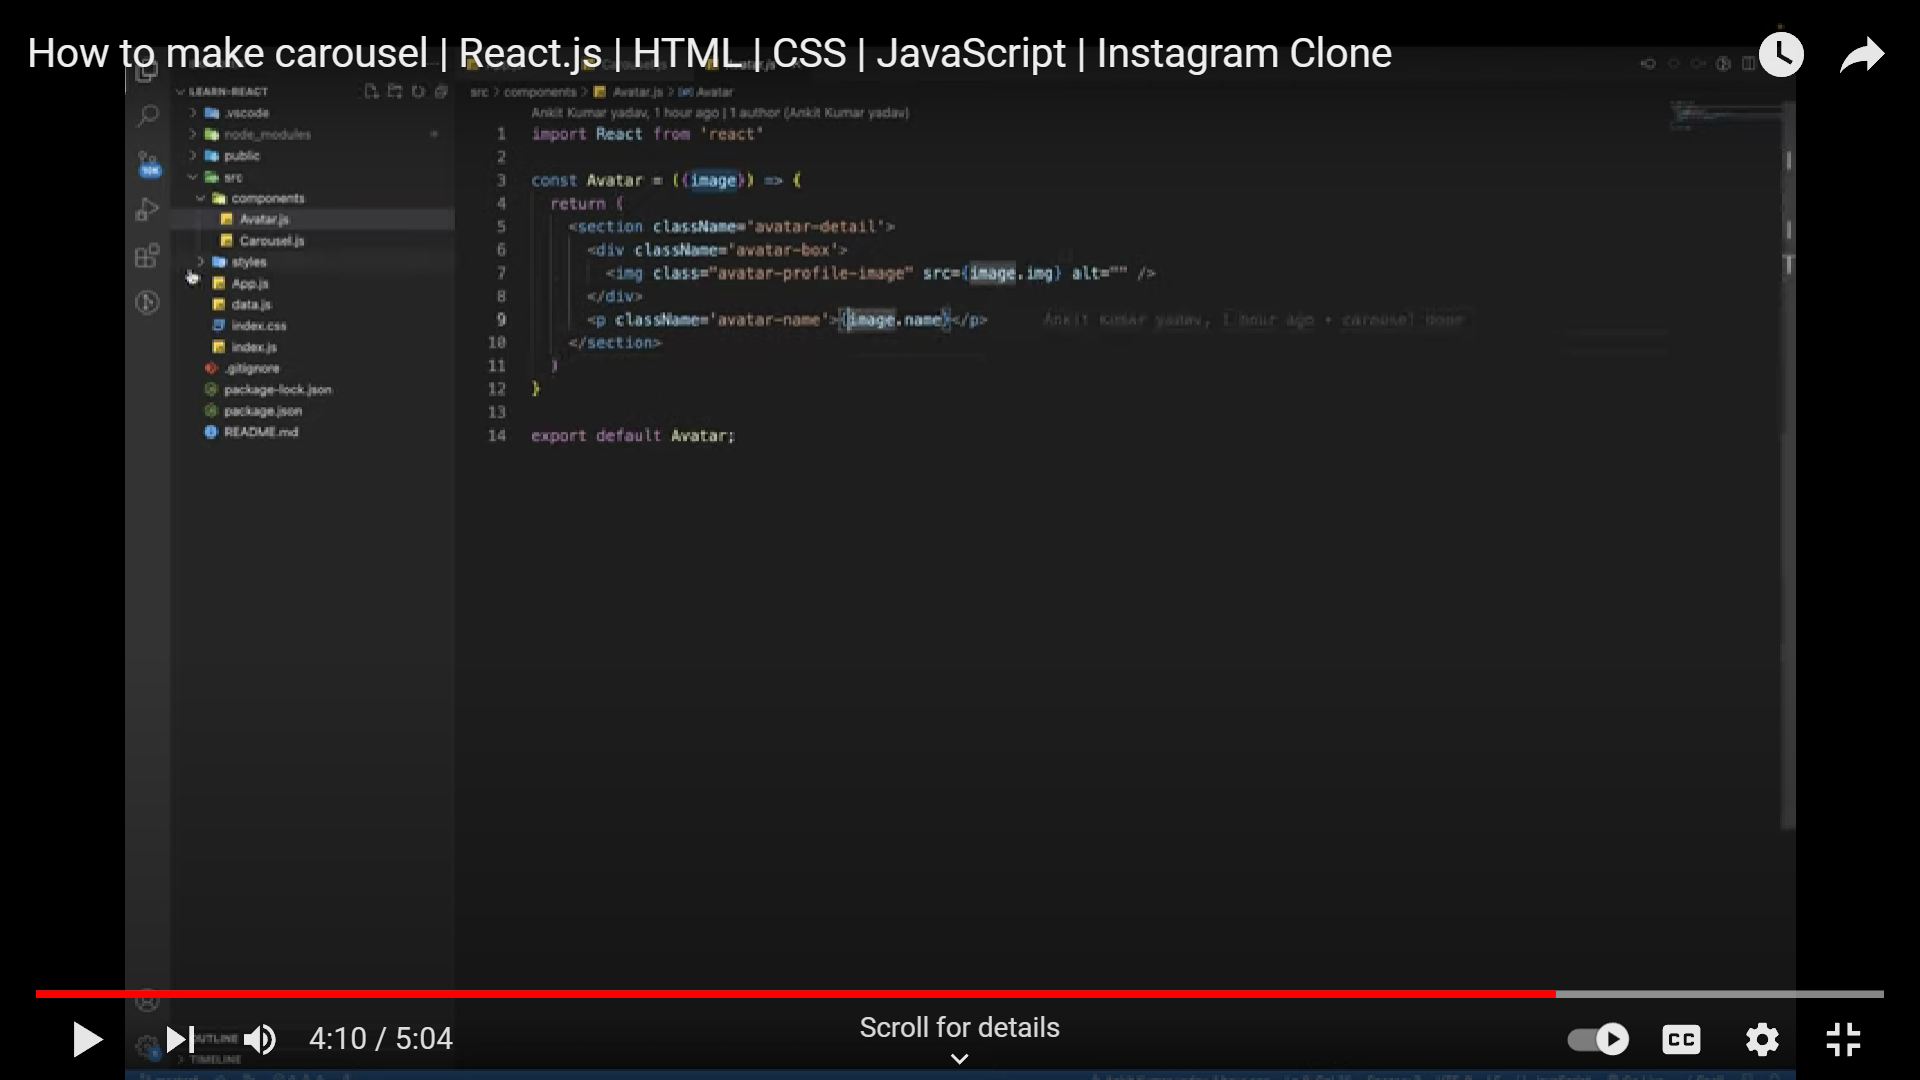 How to make carousel | React.js | HTML | CSS | JavaScript | Instagram Clone
LEARN-REACT
.vscode
node_modules
public
src
components
Avatar.js
Carousel.js
styles
App.js
data.js
index.css
index.js
.gitignore
package-lock.json
package.json
README.md
OUTLINE
TIMELINE
src > components > Avatar.js > Avatar
Ankit Kumar yadav, 1 hour ago | 1 author (Ankit Kumar yadav)
1 import React from 'react'
2
3 const Avatar = ({image}) => {
4 return (
5 <section className='avatar-detail'>
6 <div className='avatar-box'>
7 <img class="avatar-profile-image" src={image.img} alt="" />
8 </div>
9 <p className='avatar-name'>{image.name}</p> Ankit Kumar yadav, 1 hour ago • carousel done
10 </section>
11 )
12 }
13
14 export default Avatar;
4:10 / 5:04
Scroll for details
CC